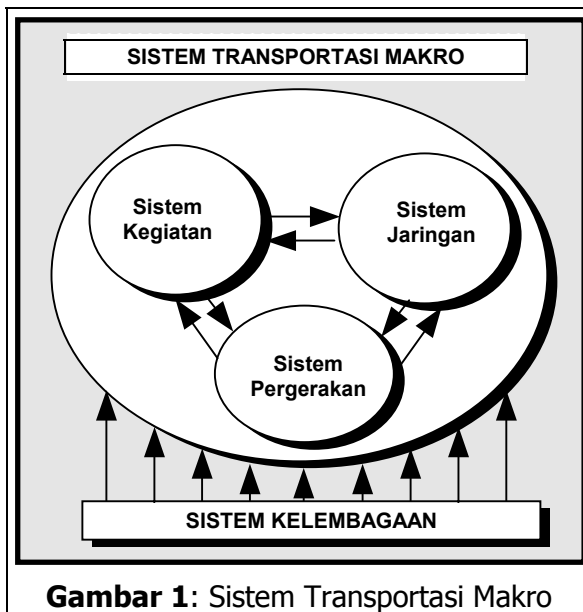 SISTEM TRANSPORTASI MAKRO
Sistem
Kegiatan
Sistem
Jaringan
Sistem
Pergerakan
SISTEM KELEMBAGAAN
Gambar 1: Sistem Transportasi Makro